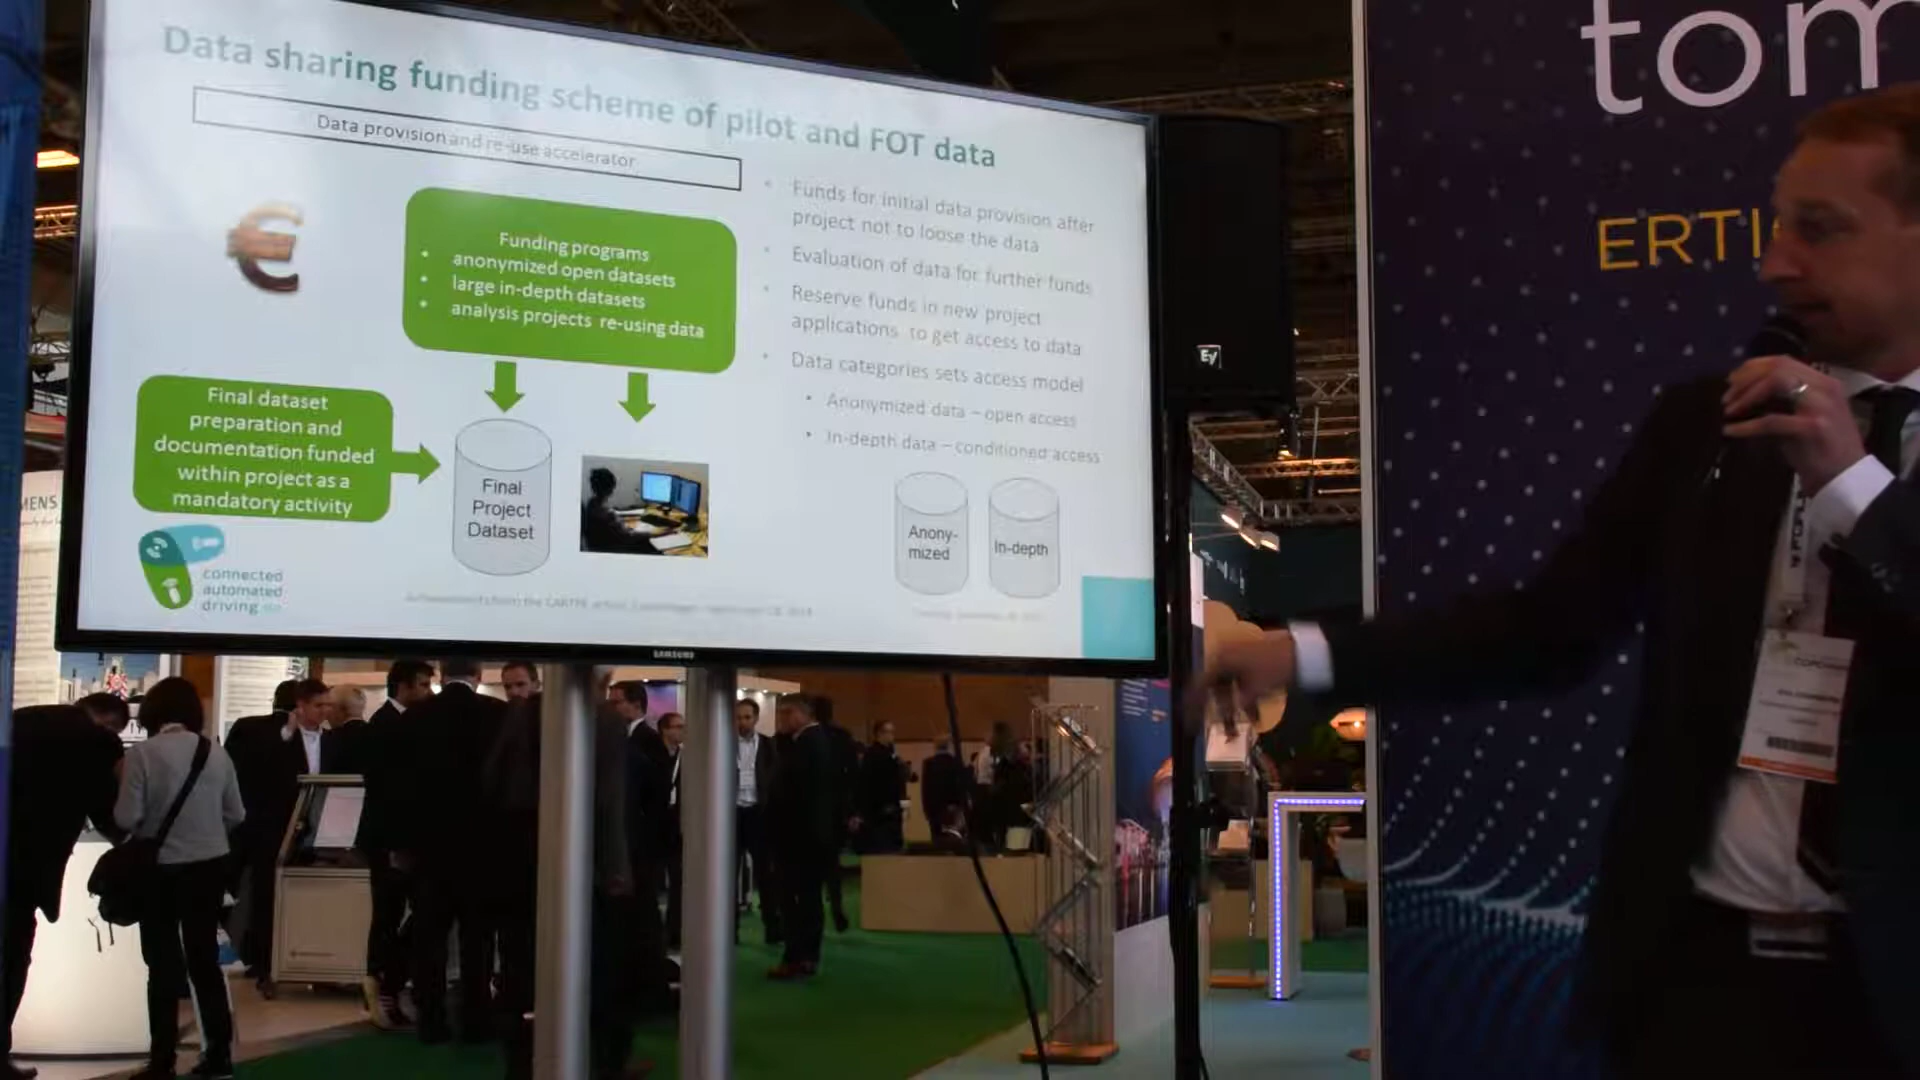 Data sharing funding scheme of pilot and FOT data
Data provision and re-use accelerator
Funding programs
• anonymized open datasets
• large in-depth datasets
• analysis projects re-using data
Final dataset
preparation and
documentation funded
within project as a
mandatory activity
Final
Project
Dataset
• Funds for initial data provision after
project not to loose the data
• Evaluation of data for further funds
• Reserve funds in new project
applications to get access to data
• Data categories sets access model
• Anonymized data – open access
• In-depth data – conditioned access
Anony-
mized
In-depth
connected
automated
driving
SAMSUNG
EV
tom
ERTI
MENS